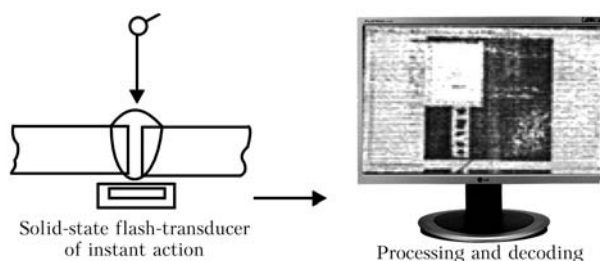 Solid-state flash-transducer
of instant action
Processing and decoding